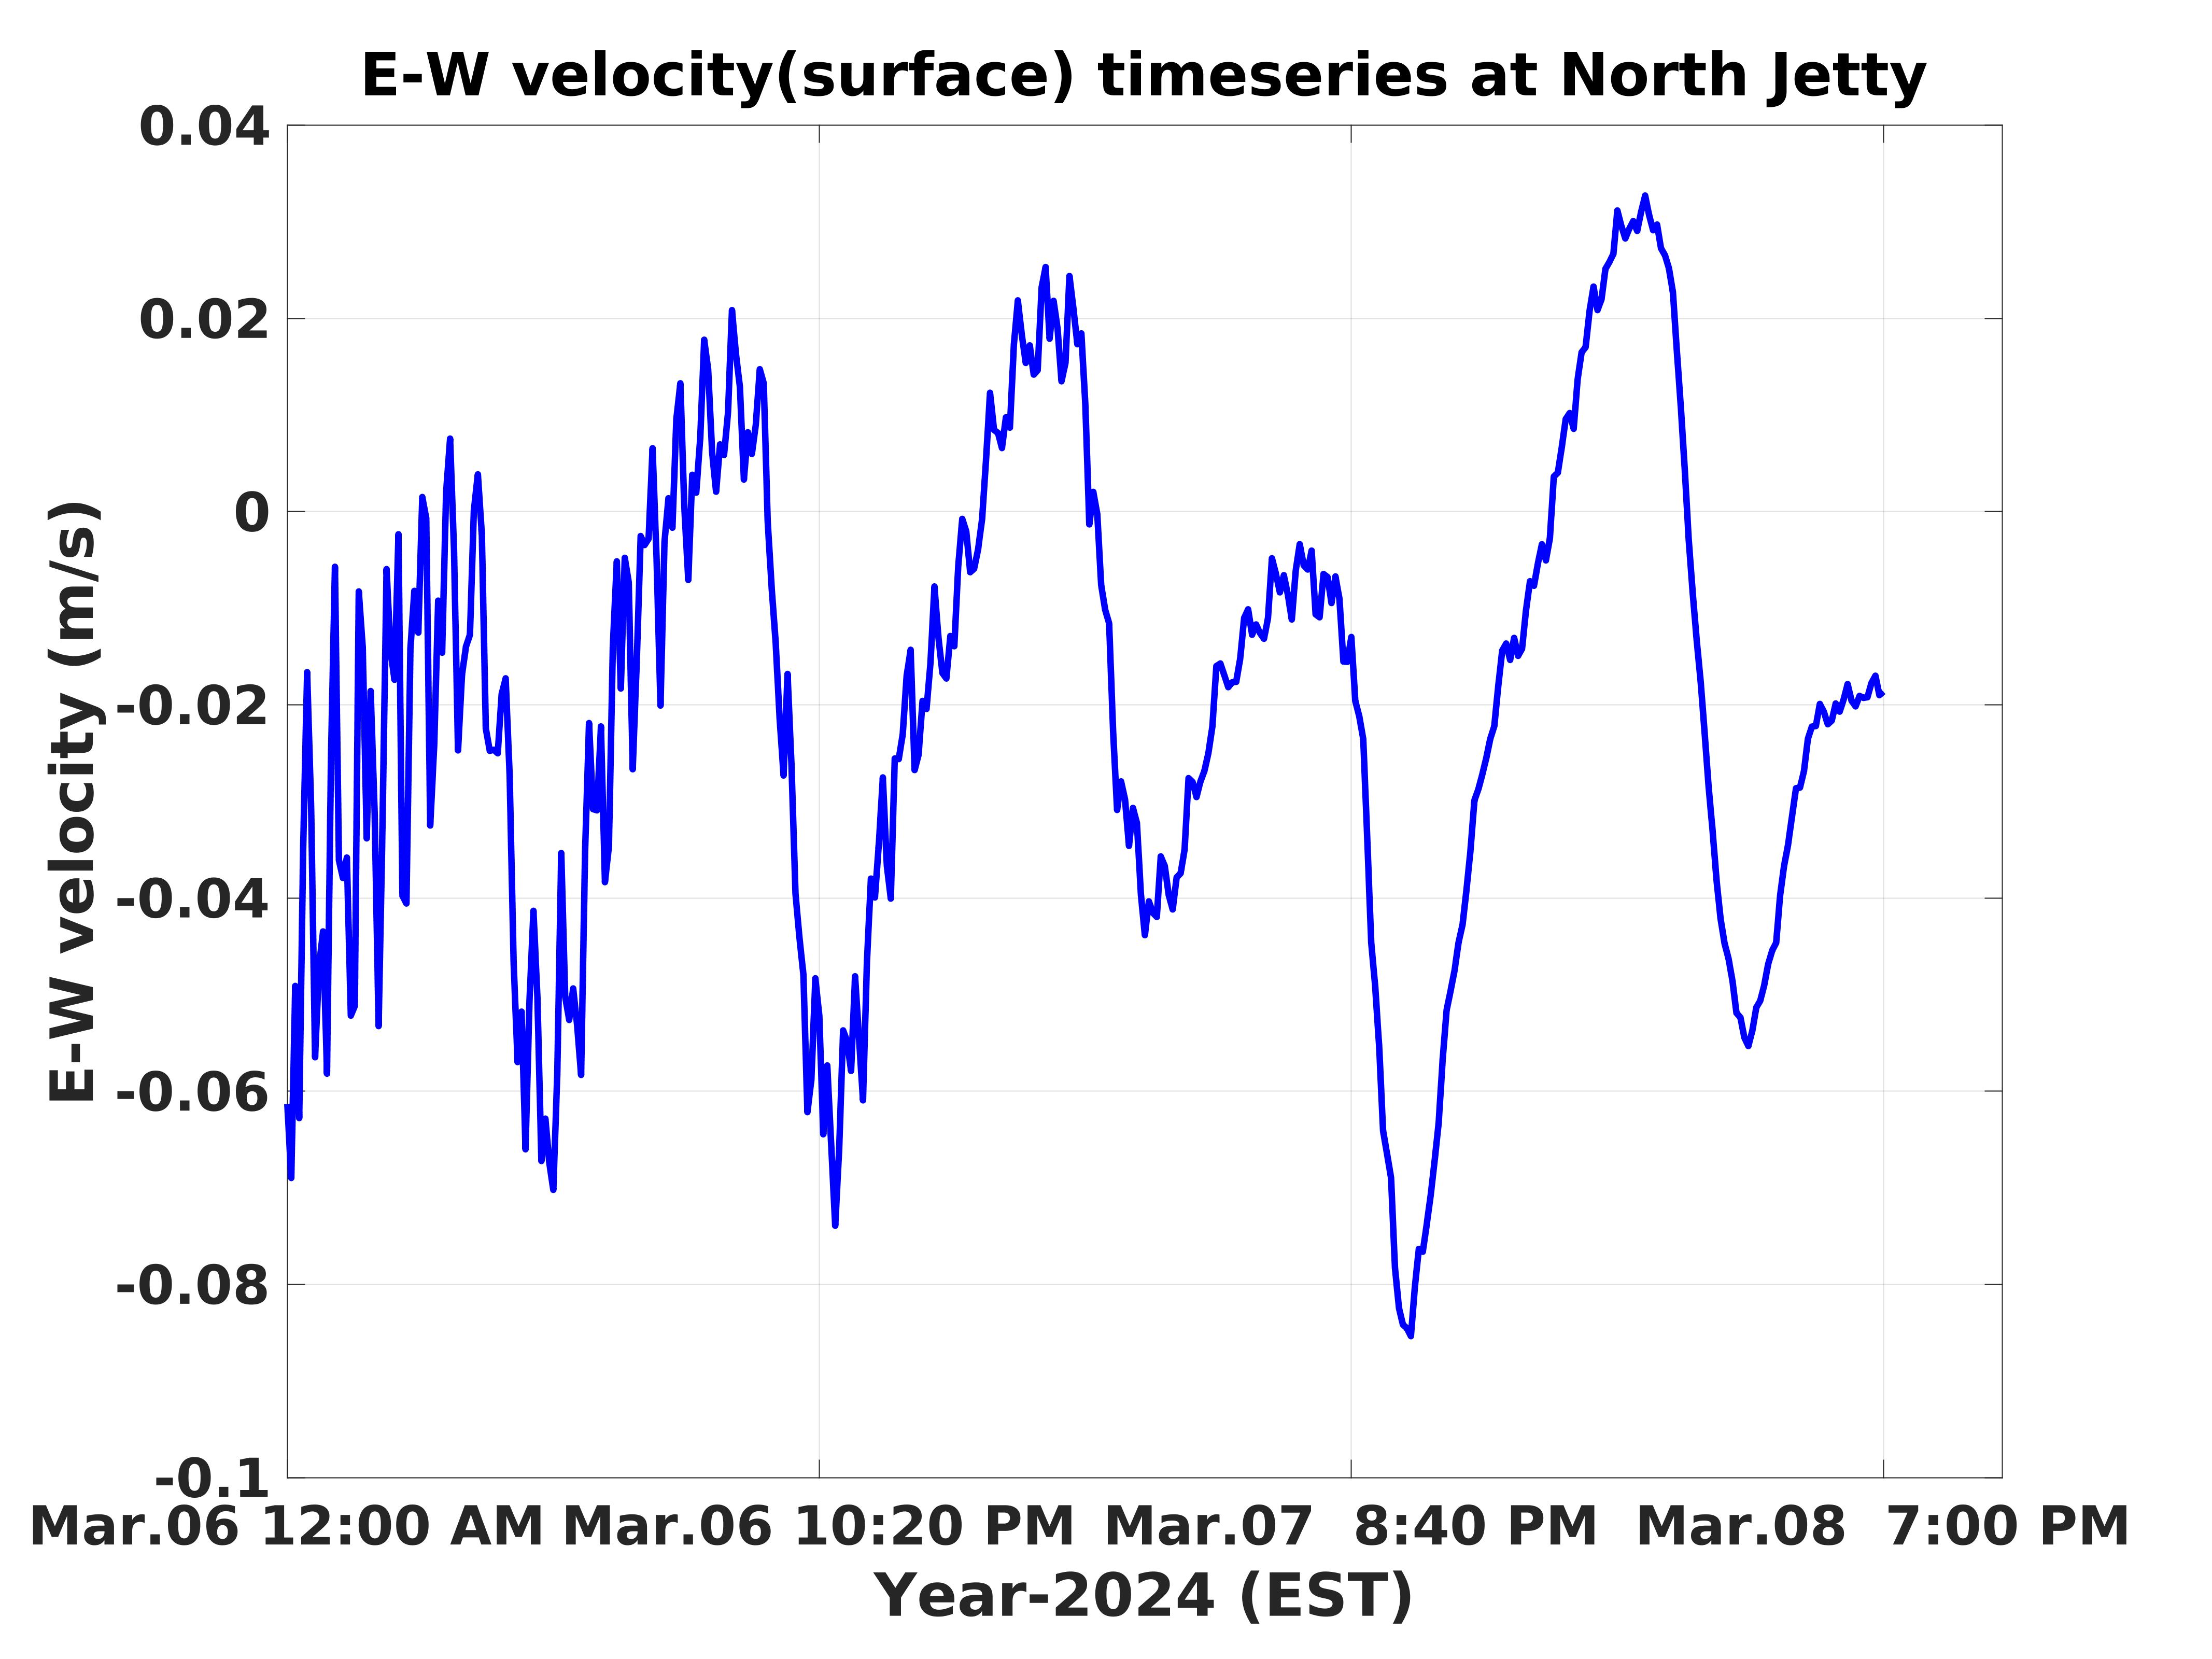 E-W velocity(surface) timeseries at North Jetty
E-W velocity (m/s)
0.04
0.02
0
-0.02
-0.04
-0.06
-0.08
-0.1
Mar.06 12:00 AM Mar.06 10:20 PM Mar.07 8:40 PM Mar.08 7:00 PM
Year-2024 (EST)